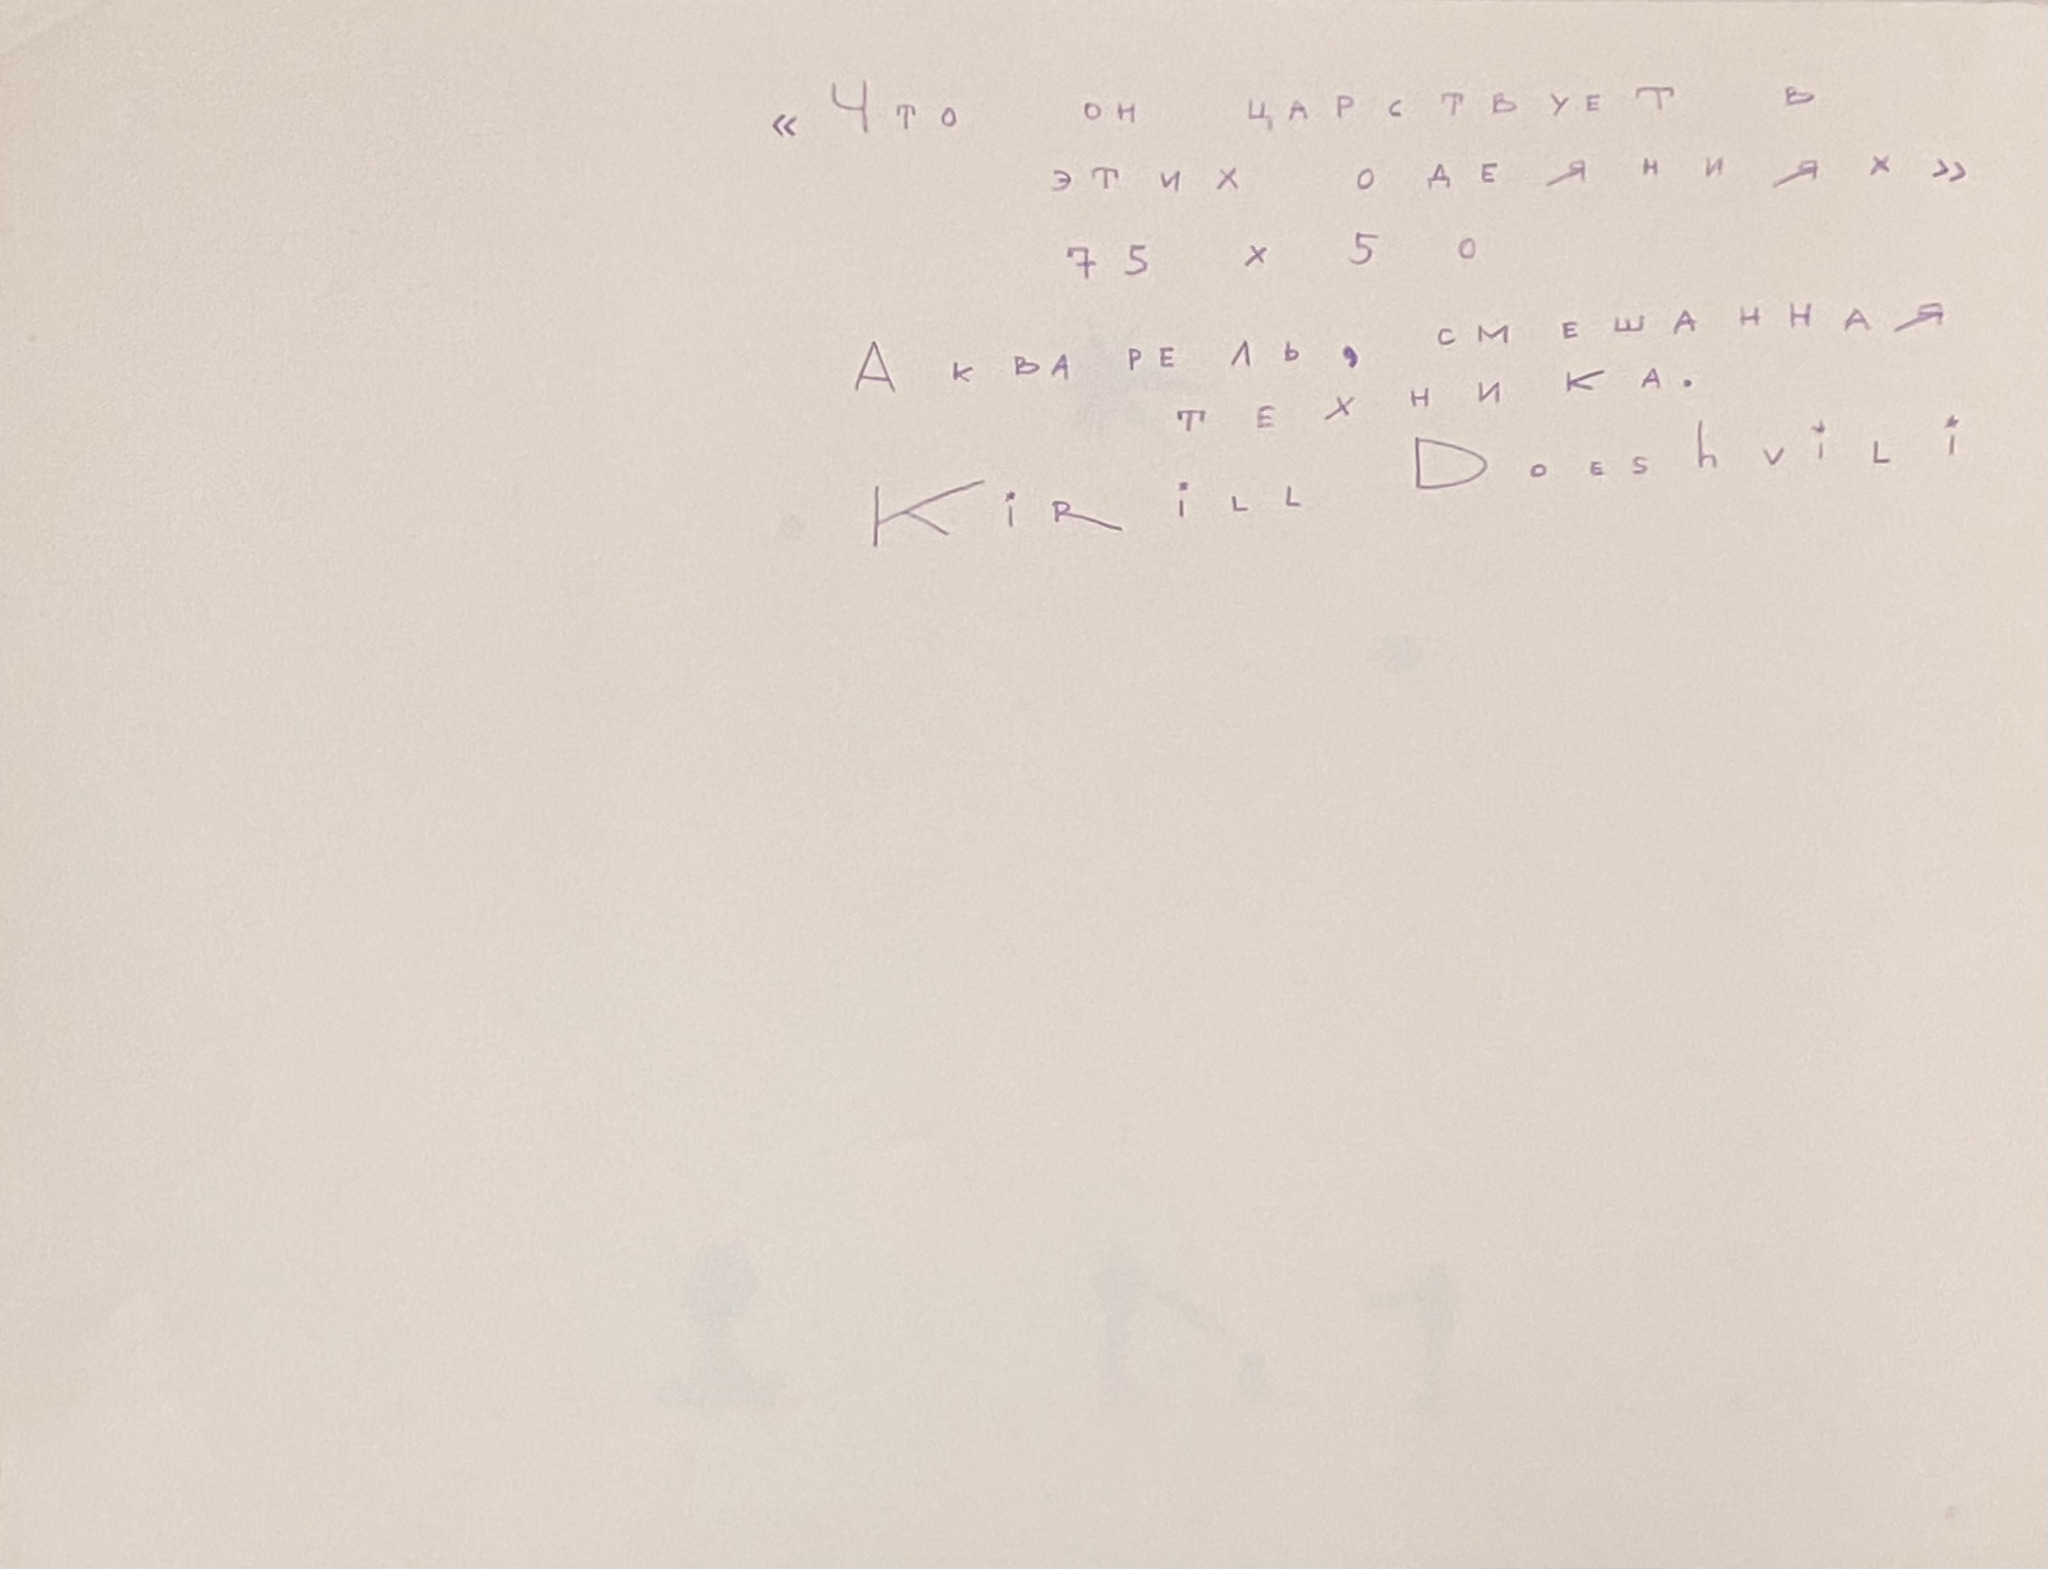 «Что он царствует в
этих одеяниях»
75 x 50
Акварель, смешанная
техника.
Kirill Doeshvili